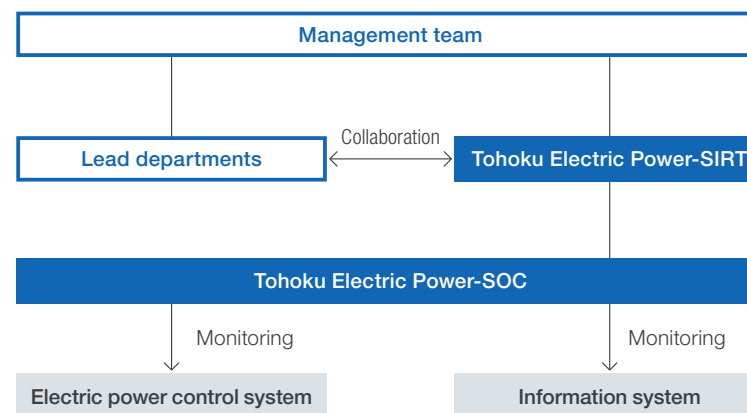 Management team
Collaboration
Lead departments
Tohoku Electric Power-SIRT
Tohoku Electric Power-SOC
Monitoring
Monitoring
Electric power control system
Information system